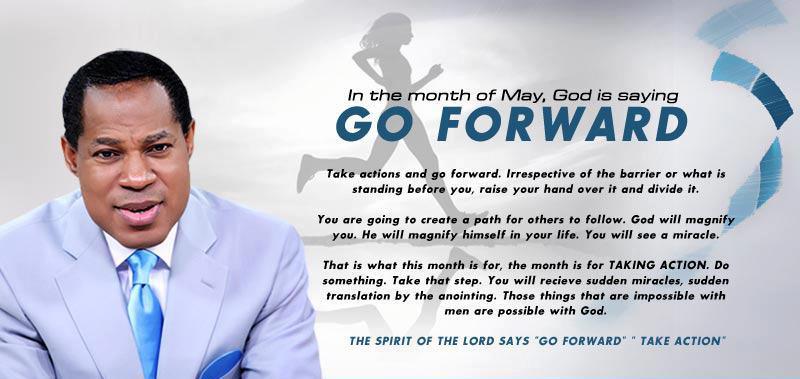 In the month of May, God is saying
GO FORWARD
Take actions and go forward. Irrespective of the barrier or what is
standing before you, raise your hand over it and divide it.
You are going to create a path for others to follow. God will magnify
you. He will magnify himself in your life. You will see a miracle.
That is what this month is for, the month is for TAKING ACTION. Do
something. Take that step. You will recieve sudden miracles, sudden
translation by the anointing. Those things that are impossible with
men are possible with God.
THE SPIRIT OF THE LORD SAYS "GO FORWARD" " TAKE ACTION"